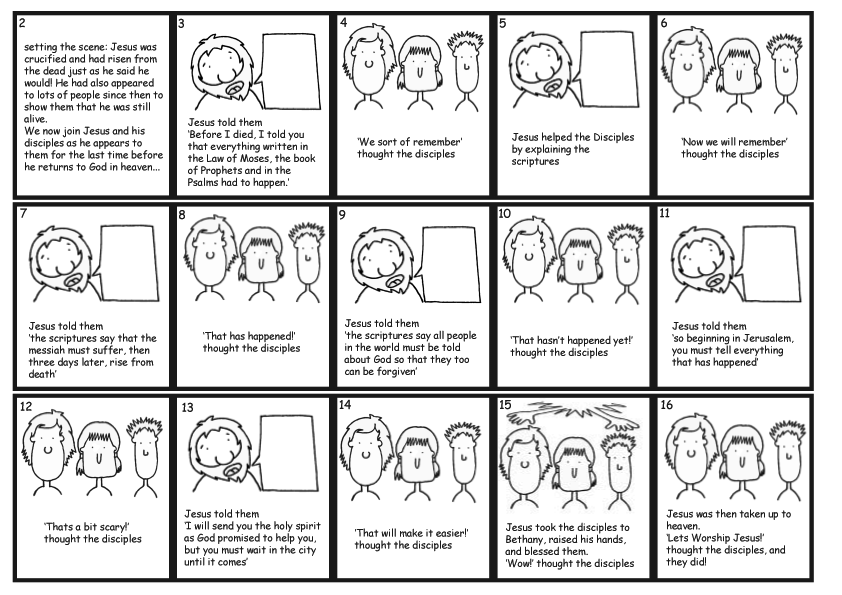 2
setting the scene: Jesus was
crucified and had risen from
the dead just as he said he
would! He had also appeared
to lots of people since then to
show them that he was still
alive.
We now join Jesus and his
disciples as he appears to
them for the last time before
he returns to God in heaven...
3
Jesus told them
'Before I died, I told you
that everything written in
the Law of Moses, the book
of Prophets and in the
Psalms had to happen.'
4
'We sort of remember'
thought the disciples
5
Jesus helped the Disciples
by explaining the
scriptures
6
'Now we will remember'
thought the disciples
7
Jesus told them
'the scriptures say that the
messiah must suffer, then
three days later, rise from
death'
8
'That has happened!'
thought the disciples
9
Jesus told them
'the scriptures say all people
in the world must be told
about God so that they too
can be forgiven'
10
'That hasn't happened yet!'
thought the disciples
11
Jesus told them
'so beginning in Jerusalem,
you must tell everything
that has happened'
12
'Thats a bit scary!'
thought the disciples
13
Jesus told them
'I will send you the holy spirit
as God promised to help you,
but you must wait in the city
until it comes'
14
'That will make it easier!'
thought the disciples
15
Jesus took the disciples to
Bethany, raised his hands,
and blessed them.
'Wow!' thought the disciples
16
Jesus was then taken up to
heaven.
'Lets Worship Jesus!'
thought the disciples, and
they did!